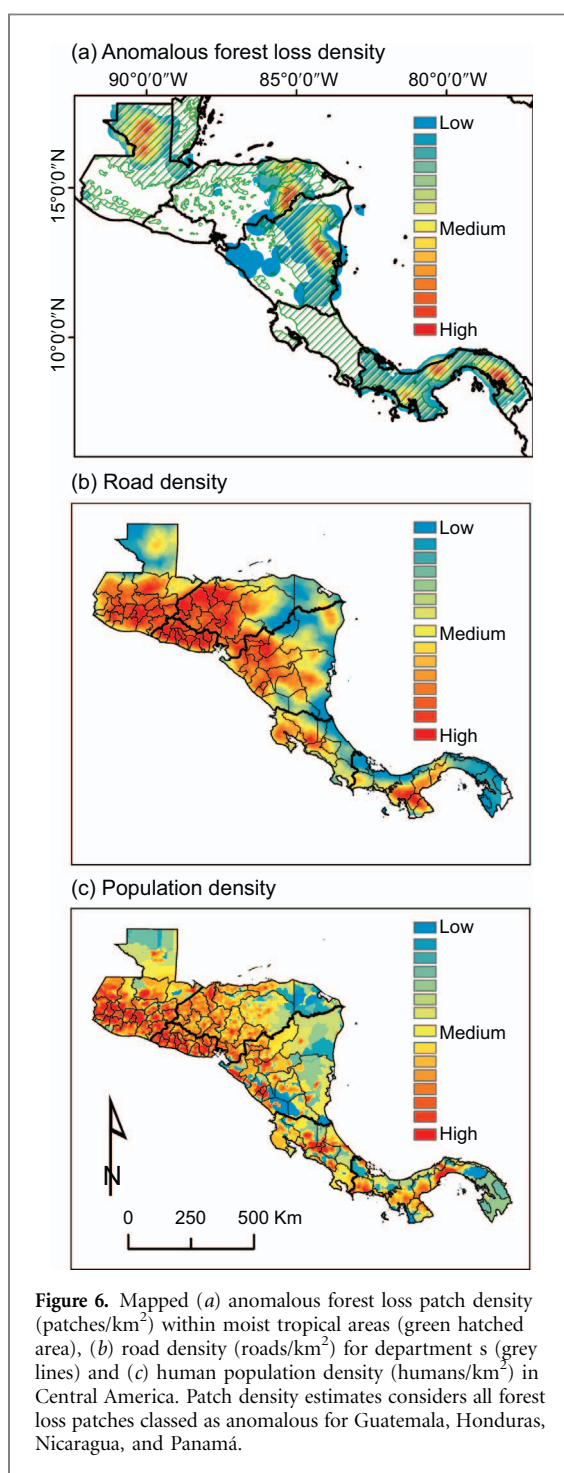 (a) Anomalous forest loss density
90°0'0"W 85°0'0"W 80°0'0"W
15°0'0"N
10°0'0"N
Low
Medium
High
(b) Road density
Low
Medium
High
(c) Population density
Low
Medium
High
N
0 250 500 Km
Figure 6. Mapped (a) anomalous forest loss patch density
(patches/km²) within moist tropical areas (green hatched
area), (b) road density (roads/km²) for department s (grey
lines) and (c) human population density (humans/km²) in
Central America. Patch density estimates considers all forest
loss patches classed as anomalous for Guatemala, Honduras,
Nicaragua, and Panamá.